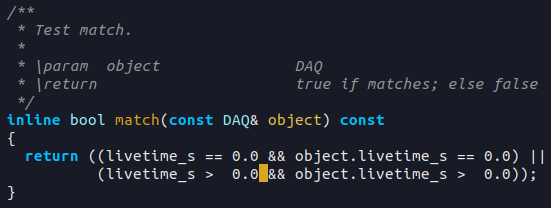 /**
 * Test match.
 *
 * \param  object                DAQ
 * \return                       true if matches; else false
 */
inline bool match(const DAQ& object) const
{
  return ((livetime_s == 0.0 && object.livetime_s == 0.0) ||
          (livetime_s >  0.0 && object.livetime_s >  0.0));
}